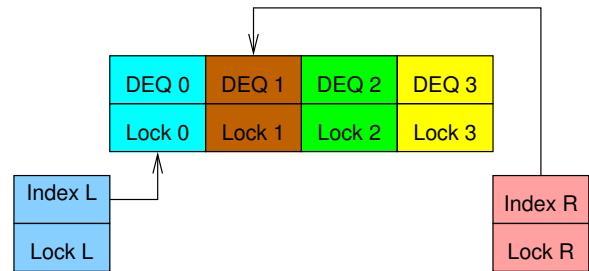 DEQ 0 DEQ 1 DEQ 2 DEQ 3
Lock 0 Lock 1 Lock 2 Lock 3
Index L
Lock L
Index R
Lock R